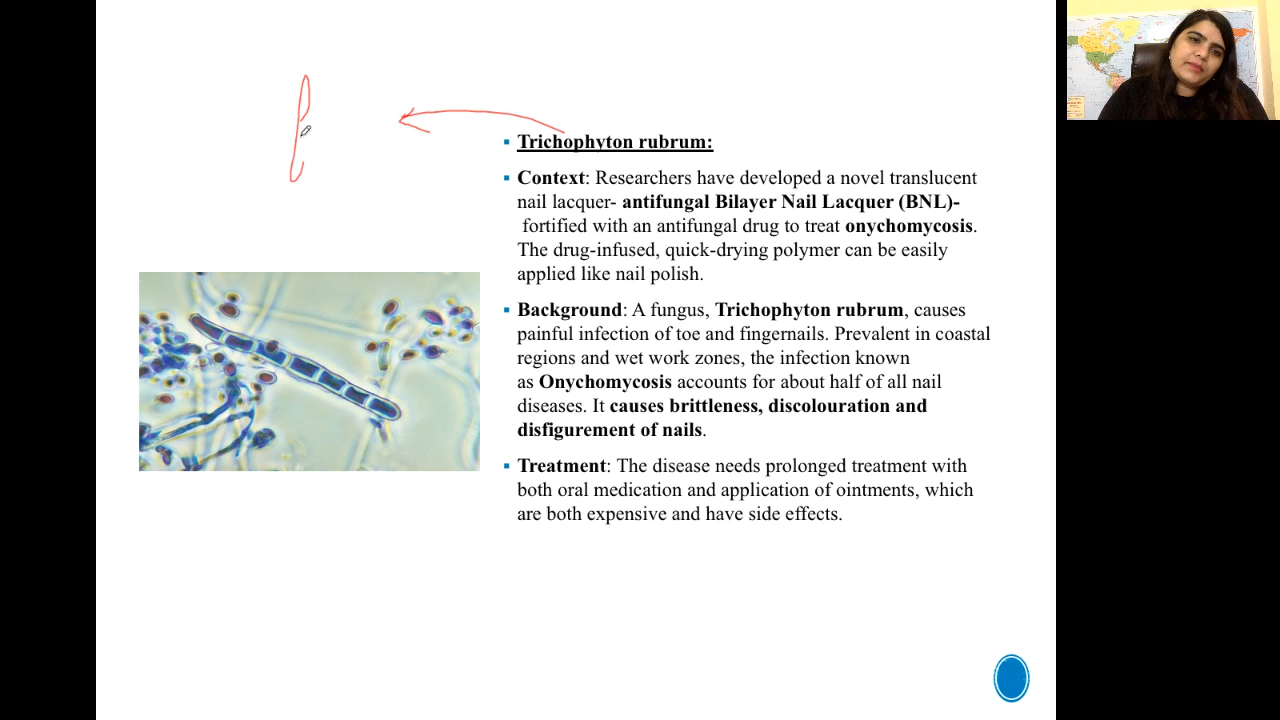 Trichophyton rubrum:
Context: Researchers have developed a novel translucent
nail lacquer- antifungal Bilayer Nail Lacquer (BNL)-
fortified with an antifungal drug to treat onychomycosis.
The drug-infused, quick-drying polymer can be easily
applied like nail polish.
Background: A fungus, Trichophyton rubrum, causes
painful infection of toe and fingernails. Prevalent in coastal
regions and wet work zones, the infection known
as Onychomycosis accounts for about half of all nail
diseases. It causes brittleness, discolouration and
disfigurement of nails.
Treatment: The disease needs prolonged treatment with
both oral medication and application of ointments, which
are both expensive and have side effects.